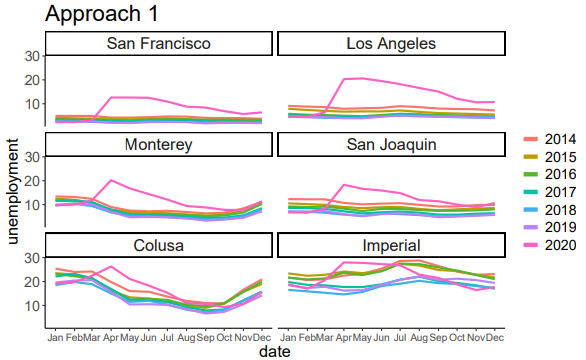 Approach 1
San Francisco
Los Angeles
30
20
10
Monterey
San Joaquin
30
20
10
Colusa
Imperial
30
20
10
Jan Feb Mar Apr May Jun Jul Aug Sep Oct Nov Dec
Jan Feb Mar Apr May Jun Jul Aug Sep Oct Nov Dec
unemployment
date
2014
2015
2016
2017
2018
2019
2020